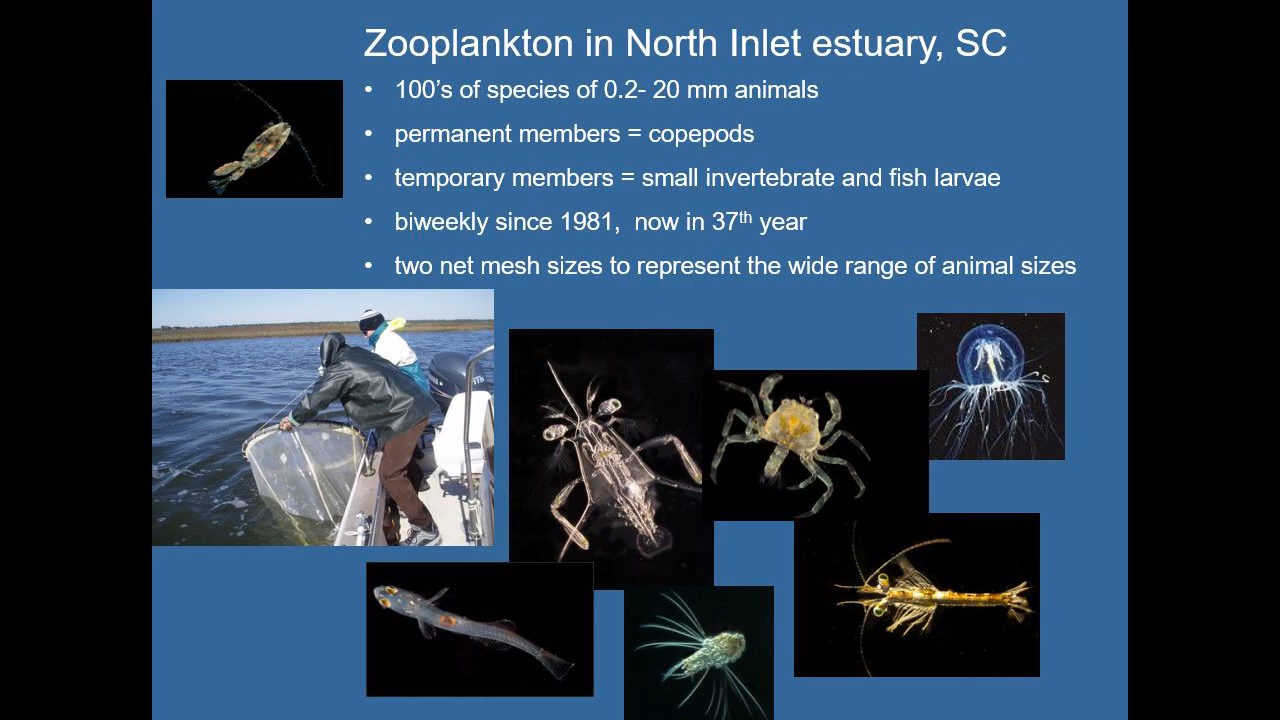 Zooplankton in North Inlet estuary, SC
• 100’s of species of 0.2- 20 mm animals
• permanent members = copepods
• temporary members = small invertebrate and fish larvae
• biweekly since 1981,  now in 37th year
• two net mesh sizes to represent the wide range of animal sizes
115